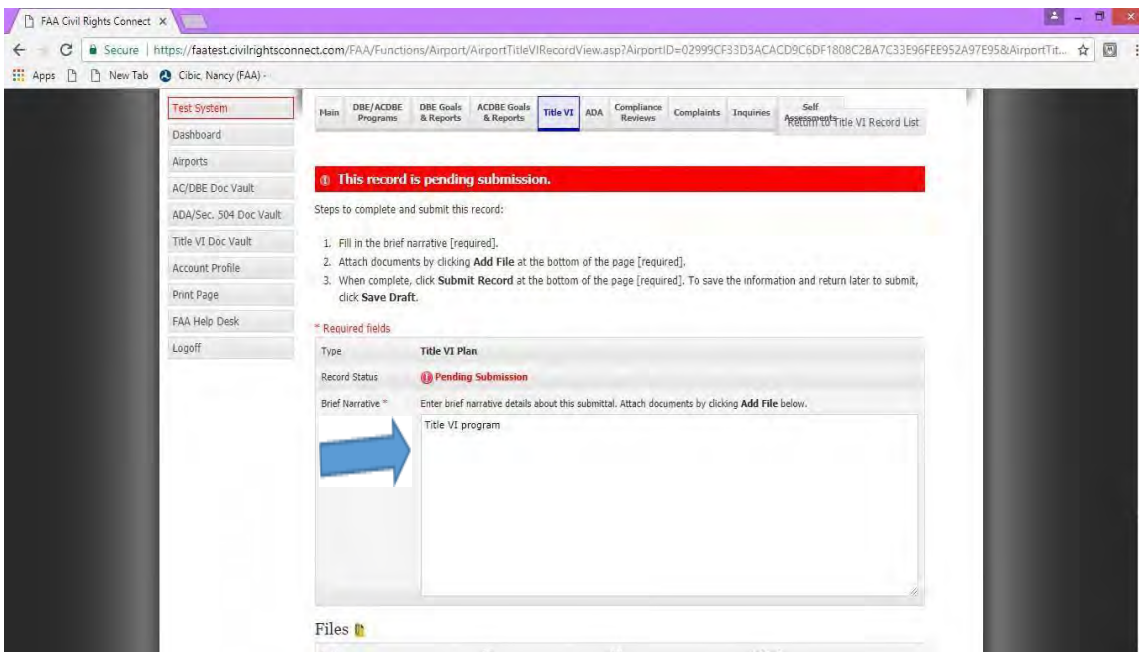 FAA Civil Rights Connect
Secure | https://faatest.civilrightsconnect.com/FAA/Functions/Airport/AirportTitleVIRecordView.asp?AirportID=02999CF33D3ACACD9C6DF1808C2BA7C33E96FEE952A97E95&AirportTit...
Apps New Tab Cibic, Nancy (FAA) -
Test System
Dashboard
Airports
AC/DBE Doc Vault
ADA/Sec. 504 Doc Vault
Title VI Doc Vault
Account Profile
Print Page
FAA Help Desk
Logoff
Main DBE/ACDBE Programs DBE Goals & Reports ACDBE Goals & Reports Title VI ADA Compliance Reviews Complaints Inquiries Self Assessments
Return to Title VI Record List
This record is pending submission.
Steps to complete and submit this record:
1. Fill in the brief narrative [required].
2. Attach documents by clicking Add File at the bottom of the page [required].
3. When complete, click Submit Record at the bottom of the page [required]. To save the information and return later to submit,
click Save Draft.
* Required fields
Type Title VI Plan
Record Status Pending Submission
Brief Narrative * Enter brief narrative details about this submittal. Attach documents by clicking Add File below.
Title VI program
Files